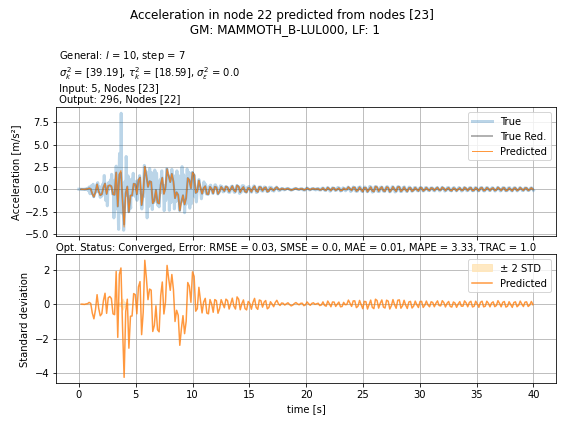 Acceleration in node 22 predicted from nodes [23]
GM: MAMMOTH_B-LUL000, LF: 1
General: l = 10, step = 7
σ²ₖ = [39.19], τ²ₖ = [18.59], σ²ε = 0.0
Input: 5, Nodes [23]
Output: 296, Nodes [22]
Acceleration [m/s²]
7.5
5.0
2.5
0.0
−2.5
−5.0
True
True Red.
Predicted
Opt. Status: Converged, Error: RMSE = 0.03, SMSE = 0.0, MAE = 0.01, MAPE = 3.33, TRAC = 1.0
Standard deviation
2
0
−2
−4
± 2 STD
Predicted
0 5 10 15 20 25 30 35 40
time [s]